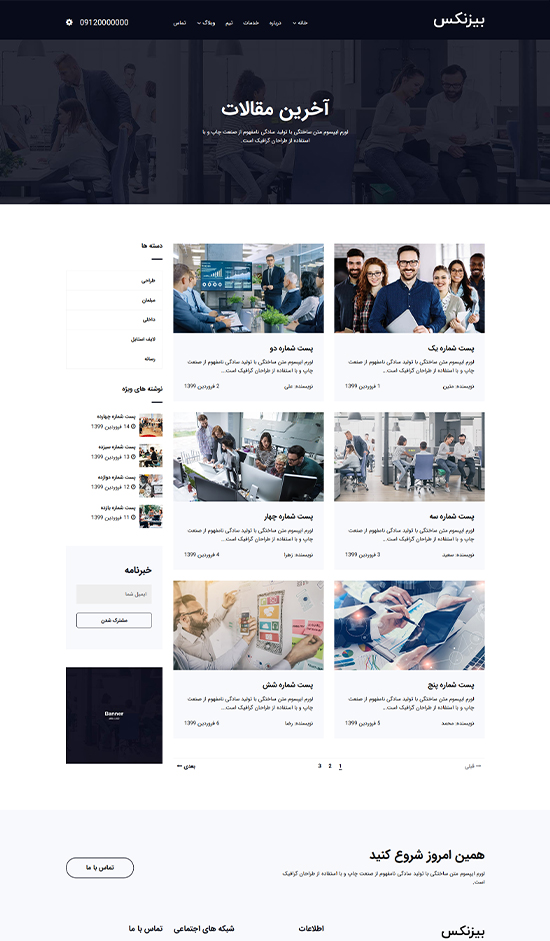 بیزنکس
خانه
درباره
خدمات
تیم
وبلاگ
تماس
09120000000
آخرین مقالات
لورم ایپسوم متن ساختگی با تولید سادگی نامفهوم از صنعت چاپ و با
استفاده از طراحان گرافیک است.
پست شماره یک
لورم ایپسوم متن ساختگی با تولید سادگی نامفهوم از صنعت
چاپ و با استفاده از طراحان گرافیک است...
نویسنده: متین
1 فروردین 1399
پست شماره دو
لورم ایپسوم متن ساختگی با تولید سادگی نامفهوم از صنعت
چاپ و با استفاده از طراحان گرافیک است...
نویسنده: علی
2 فروردین 1399
پست شماره سه
لورم ایپسوم متن ساختگی با تولید سادگی نامفهوم از صنعت
چاپ و با استفاده از طراحان گرافیک است...
نویسنده: سعید
3 فروردین 1399
پست شماره چهار
لورم ایپسوم متن ساختگی با تولید سادگی نامفهوم از صنعت
چاپ و با استفاده از طراحان گرافیک است...
نویسنده: زهرا
4 فروردین 1399
پست شماره پنج
لورم ایپسوم متن ساختگی با تولید سادگی نامفهوم از صنعت
چاپ و با استفاده از طراحان گرافیک است...
نویسنده: محمد
5 فروردین 1399
پست شماره شش
لورم ایپسوم متن ساختگی با تولید سادگی نامفهوم از صنعت
چاپ و با استفاده از طراحان گرافیک است...
نویسنده: رضا
6 فروردین 1399
قبلی
1 2 3
بعدی
دسته ها
طراحی
مبلمان
داخلی
لایف استایل
رسانه
نوشته های ویژه
پست شماره چهارده
14 فروردین 1399
پست شماره سیزده
13 فروردین 1399
پست شماره دوازده
12 فروردین 1399
پست شماره یازده
11 فروردین 1399
خبرنامه
ایمیل شما
مشترک شدن
Banner
همین امروز شروع کنید
لورم ایپسوم متن ساختگی با تولید سادگی نامفهوم از صنعت چاپ و با استفاده از طراحان گرافیک
است.
تماس با ما
بیزنکس
اطلاعات
شبکه های اجتماعی
تماس با ما